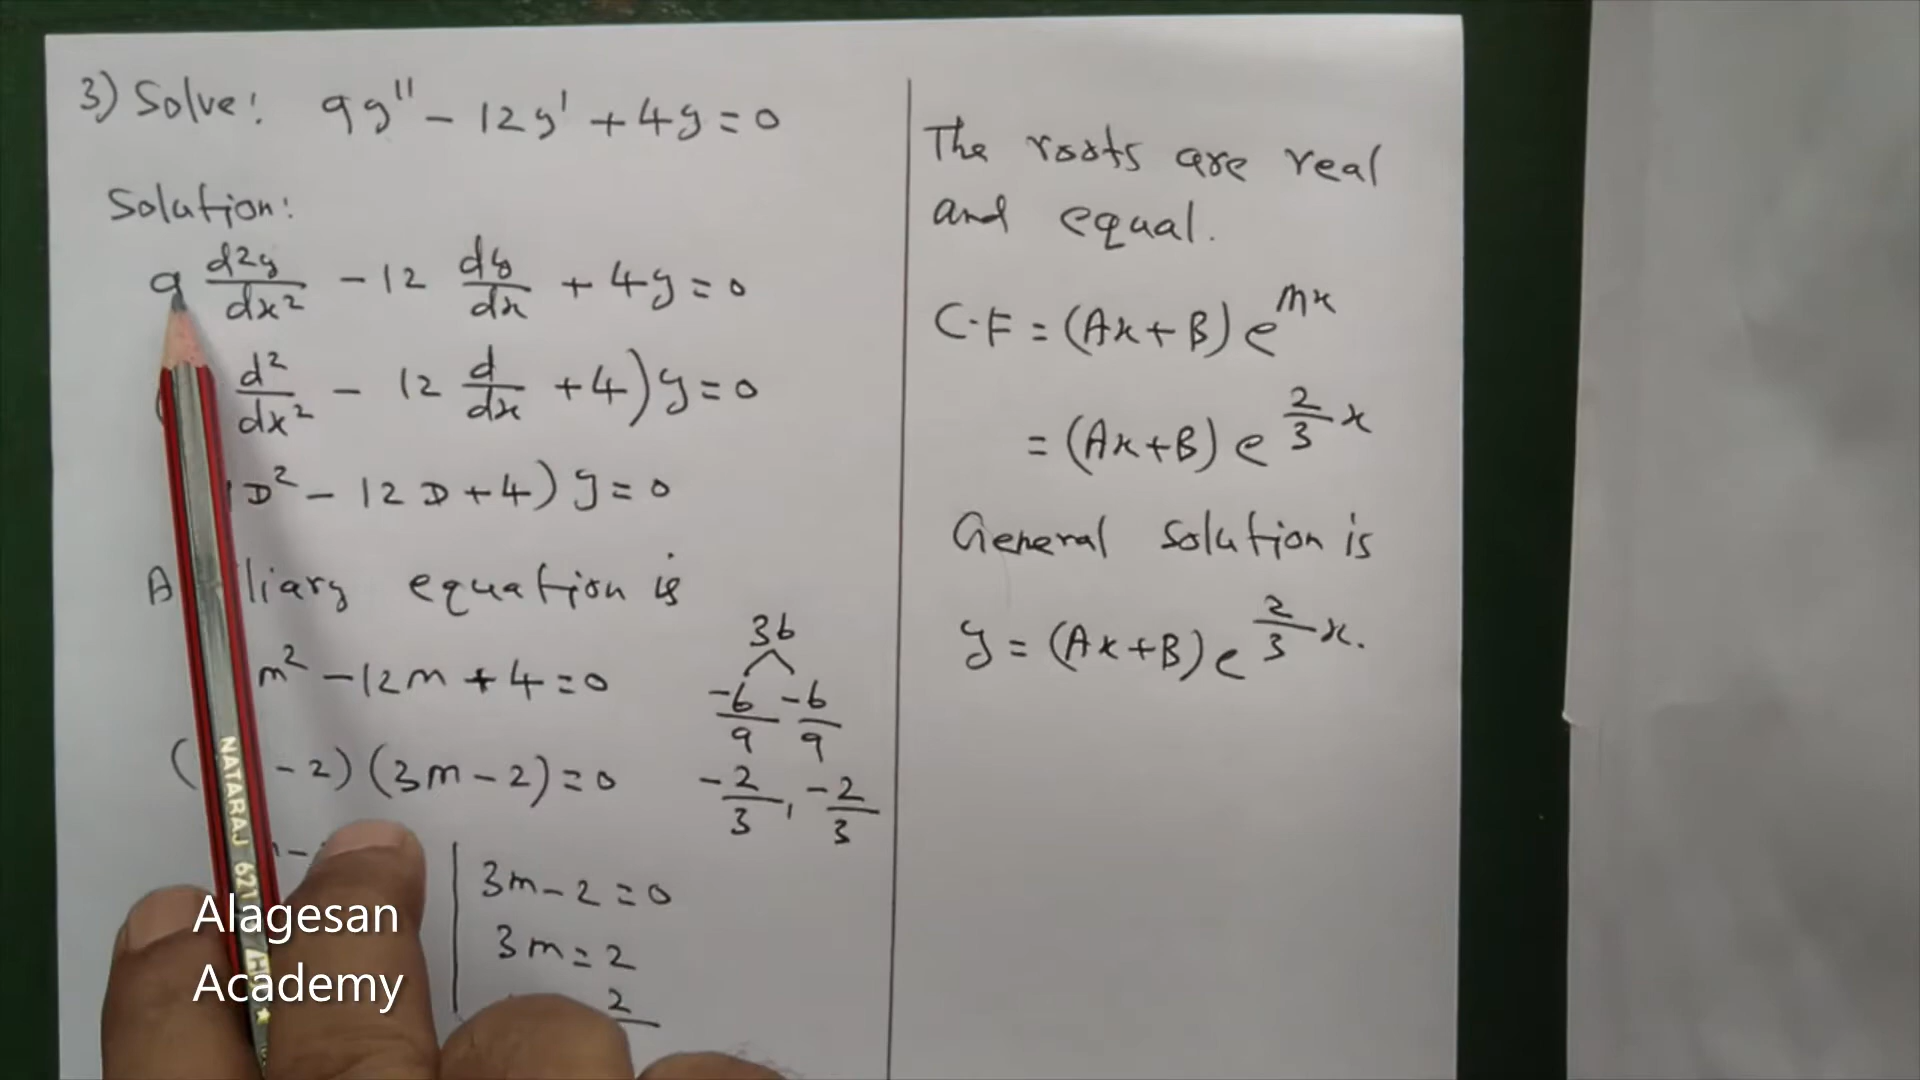 3) Solve: 9y'' - 12y' + 4y = 0
Solution:
9 d²y/dx² - 12 dy/dx + 4y = 0
d²/dx² - 12 d/dx + 4) y = 0
D² - 12D + 4) y = 0
A liary equation is
m² - 12m + 4 = 0
( - 2) (3m - 2) = 0
36
-6/9 -6/9
-2/3 , -2/3
3m - 2 = 0
3m = 2
2
The roots are real
and equal.
C.F = (Ax + B) e^mx
= (Ax + B) e^2/3 x
General solution is
y = (Ax + B) e^2/3 x.
NATARAJ 621
Alagesan
Academy